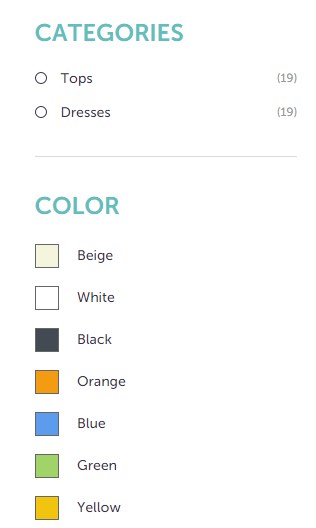 CATEGORIES
Tops (19)
Dresses (19)
COLOR
Beige
White
Black
Orange
Blue
Green
Yellow